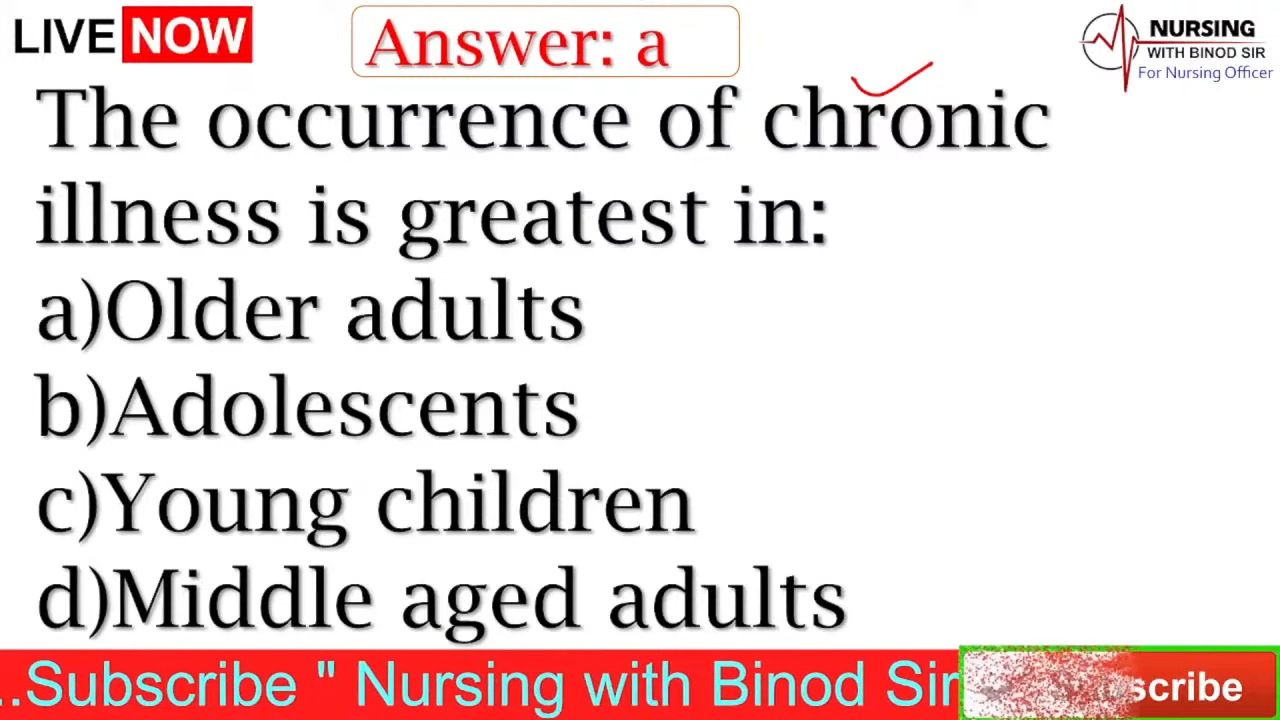 LIVE NOW
Answer: a
NURSING
WITH BINOD SIR
For Nursing Officer
The occurrence of chronic
illness is greatest in:
a)Older adults
b)Adolescents
c)Young children
d)Middle aged adults
..Subscribe " Nursing with Binod Sir